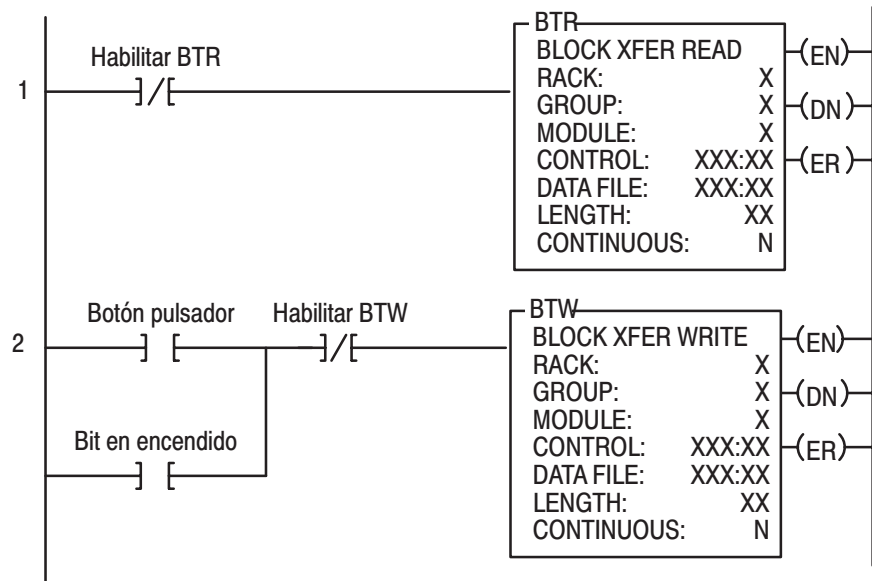 BTR
Habilitar BTR
BLOCK XFER READ
(EN)
1
RACK: X
GROUP: X
(DN)
MODULE: X
CONTROL: XXX:XX
(ER)
DATA FILE: XXX:XX
LENGTH: XX
CONTINUOUS: N
BTW
Botón pulsador Habilitar BTW
BLOCK XFER WRITE
(EN)
2
RACK: X
GROUP: X
(DN)
MODULE: X
Bit en encendido
CONTROL: XXX:XX
(ER)
DATA FILE: XXX:XX
LENGTH: XX
CONTINUOUS: N